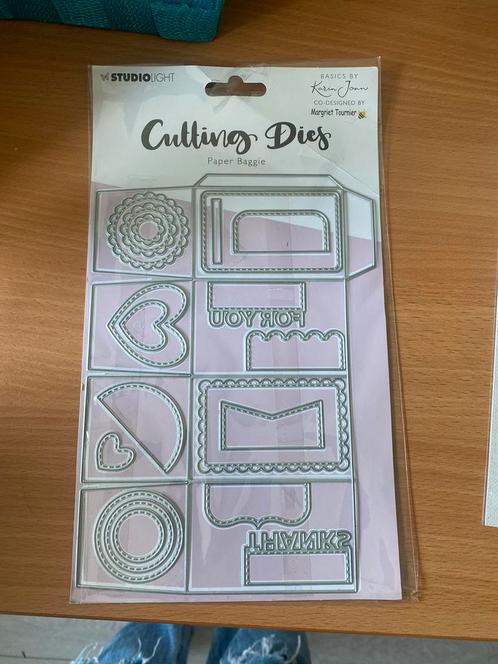 STUDIOLIGHT
BASICS BY
Karin Joan
CO-DESIGNED BY
Margriet Tournier
Cutting Dies
Paper Baggie
FOR YOU
THANKS